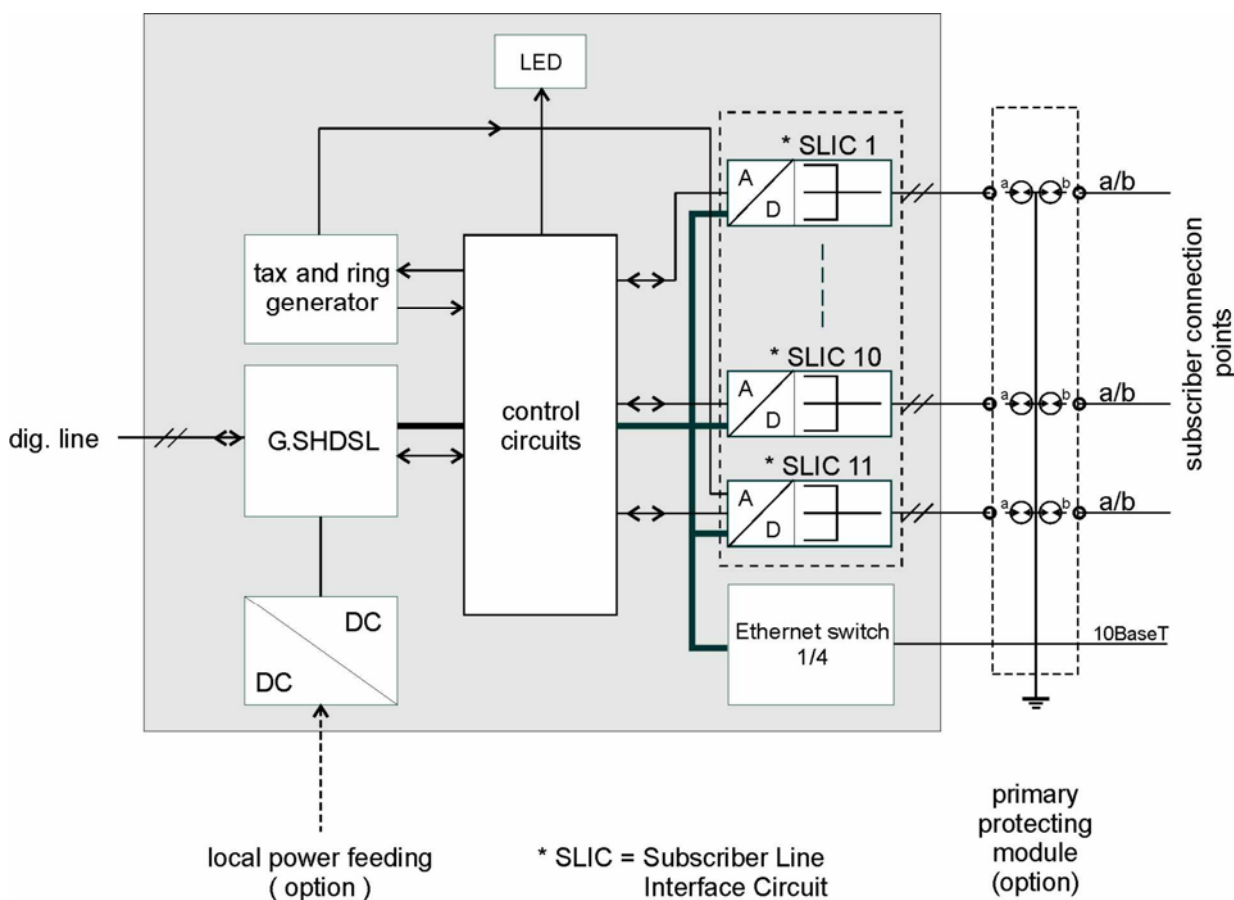 LED
* SLIC 1
A
D
a
b
a/b
tax and ring
generator
* SLIC 10
A
D
a
b
a/b
subscriber connection
points
dig. line
G.SHDSL
control
circuits
* SLIC 11
A
D
a
b
a/b
DC
DC
Ethernet switch
1/4
10BaseT
local power feeding
( option )
* SLIC = Subscriber Line
Interface Circuit
primary
protecting
module
(option)